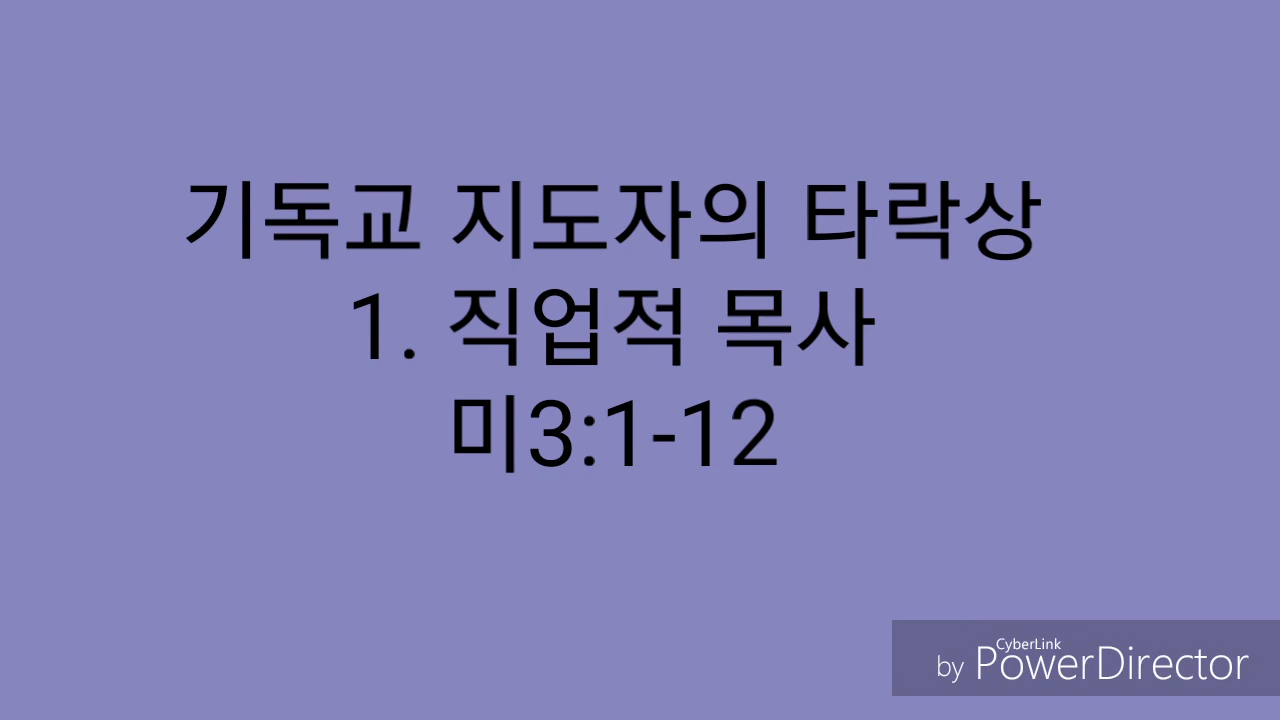 기독교 지도자의 타락상
1. 직업적 목사
미3:1-12
CyberLink
by PowerDirector